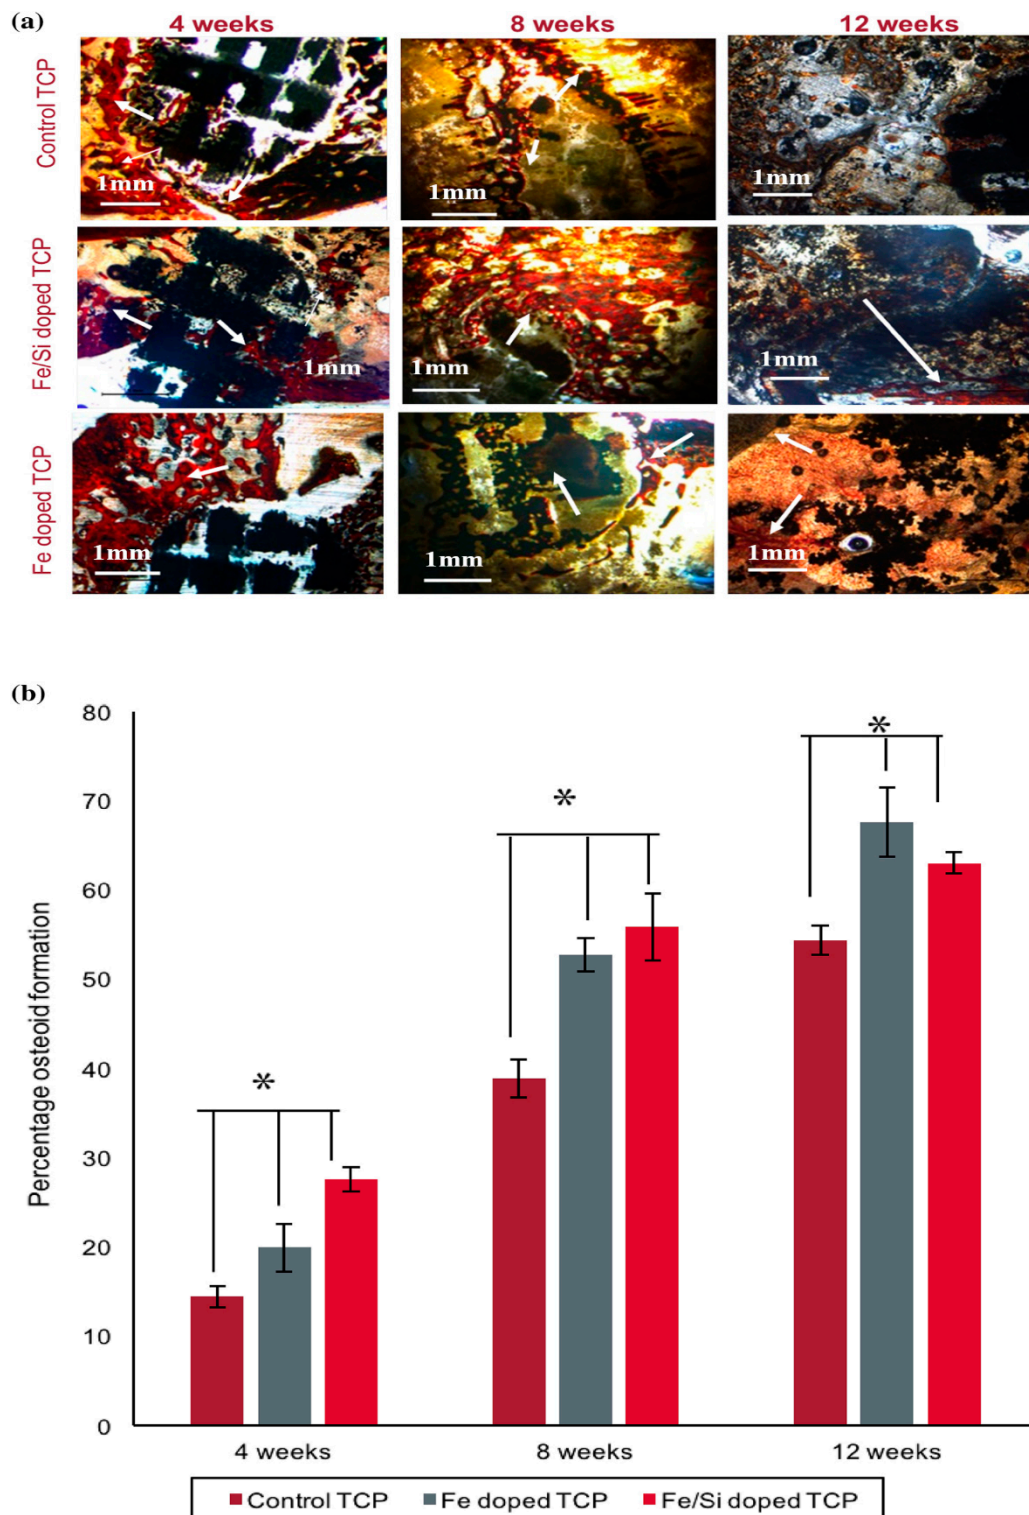 (a)
4 weeks 8 weeks 12 weeks
Control TCP
1mm 1mm 1mm
Fe/Si doped TCP
1mm 1mm 1mm
Fe doped TCP
1mm 1mm 1mm
(b)
Percentage osteoid formation
80
70
60
50
40
30
20
10
0
*
*
*
4 weeks 8 weeks 12 weeks
Control TCP Fe doped TCP Fe/Si doped TCP